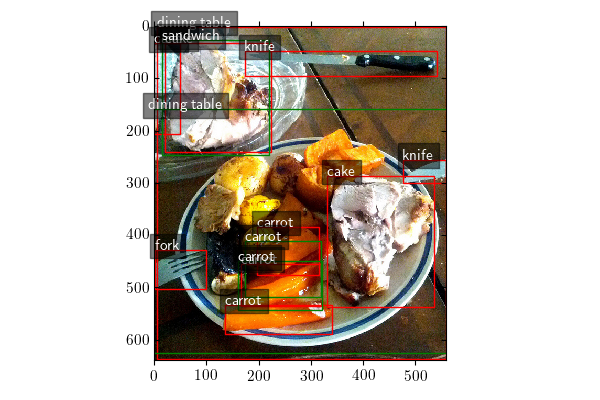 dining table
sandwich
knife
dining table
knife
cake
carrot
carrot
carrot
fork
carrot
0
100
200
300
400
500
600
0
100
200
300
400
500